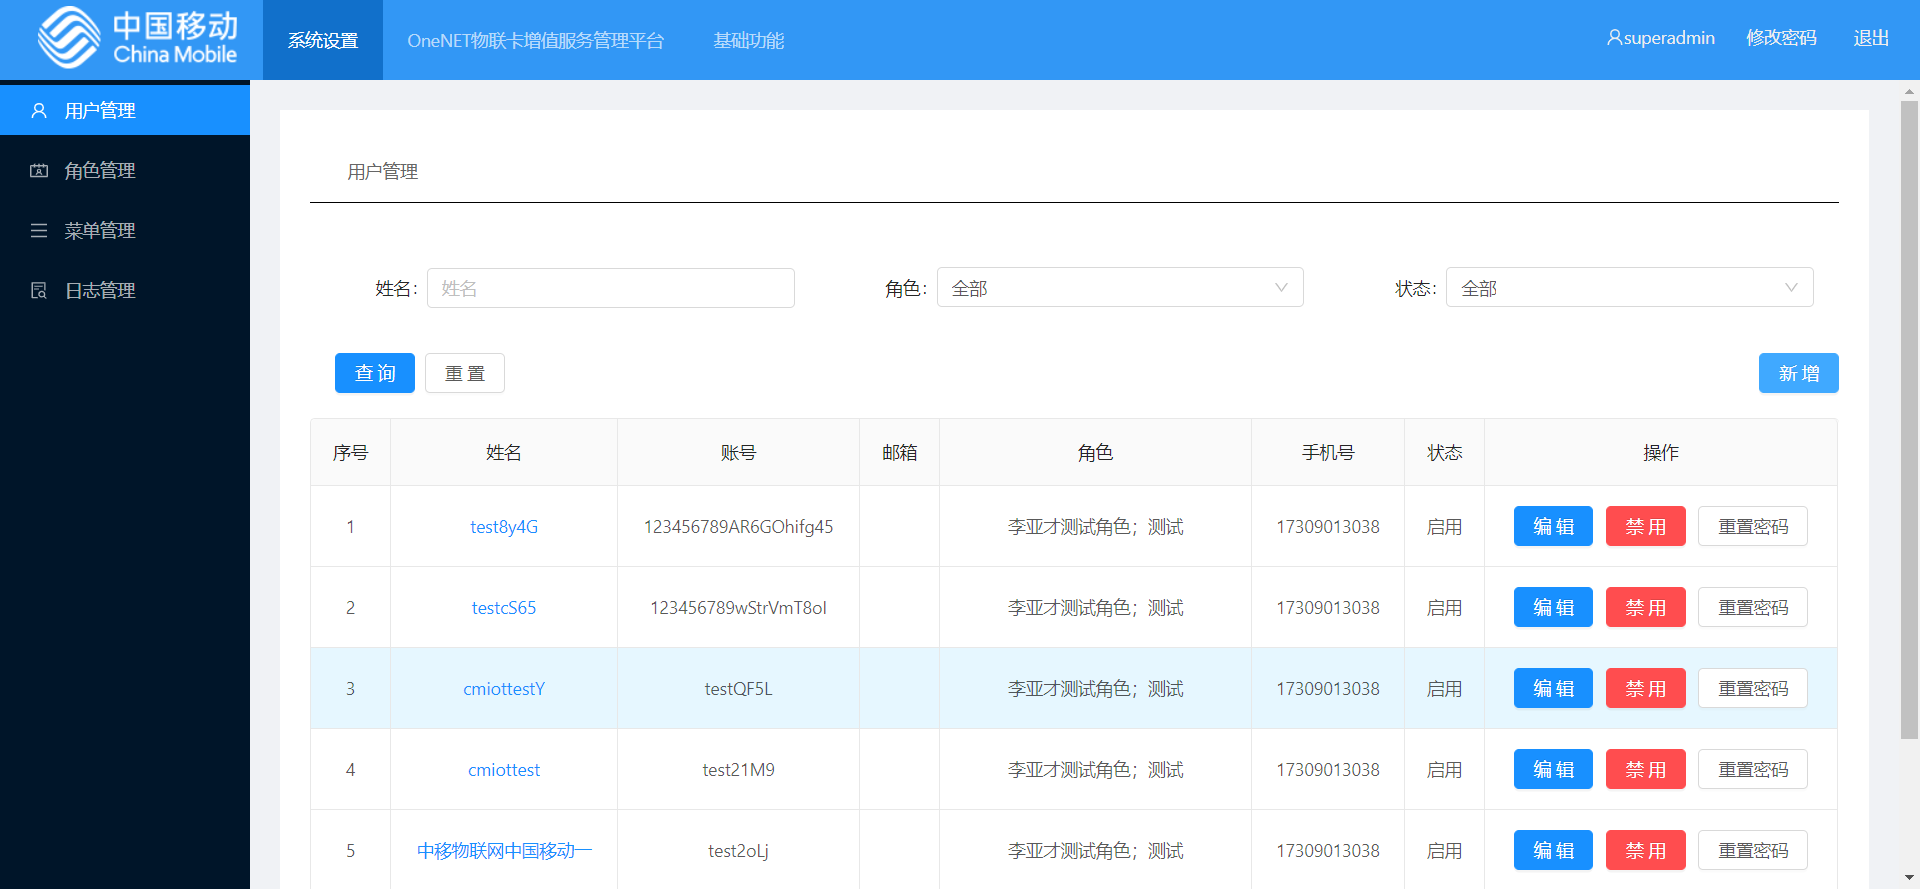 中国移动
China Mobile
系统设置 OneNET物联卡增值服务管理平台 基础功能
superadmin 修改密码 退出
用户管理
角色管理
菜单管理
日志管理
用户管理
姓名: 姓名 角色: 全部 状态: 全部
查询 重置 新增
序号 姓名 账号 邮箱 角色 手机号 状态 操作
1 test8y4G 123456789AR6GOhifg45 李亚才测试角色；测试 17309013038 启用 编辑 禁用 重置密码
2 testcS65 123456789wStrVmT8oI 李亚才测试角色；测试 17309013038 启用 编辑 禁用 重置密码
3 cmiottestY testQF5L 李亚才测试角色；测试 17309013038 启用 编辑 禁用 重置密码
4 cmiottest test21M9 李亚才测试角色；测试 17309013038 启用 编辑 禁用 重置密码
5 中移物联网中国移动一 test2oLj 李亚才测试角色；测试 17309013038 启用 编辑 禁用 重置密码